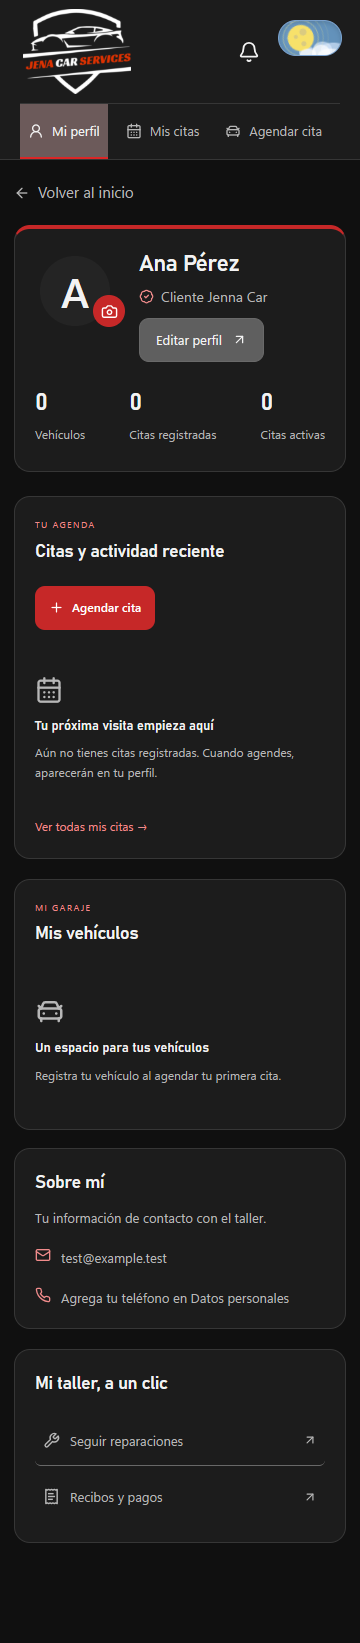 JENA CAR SERVICES
Mi perfil
Mis citas
Agendar cita
← Volver al inicio
A
Ana Pérez
Cliente Jenna Car
Editar perfil
0 0 0
Vehículos Citas registradas Citas activas
TU AGENDA
Citas y actividad reciente
+ Agendar cita
Tu próxima visita empieza aquí
Aún no tienes citas registradas. Cuando agendes,
aparecerán en tu perfil.
Ver todas mis citas →
MI GARAJE
Mis vehículos
Un espacio para tus vehículos
Registra tu vehículo al agendar tu primera cita.
Sobre mí
Tu información de contacto con el taller.
test@example.test
Agrega tu teléfono en Datos personales
Mi taller, a un clic
Seguir reparaciones
Recibos y pagos